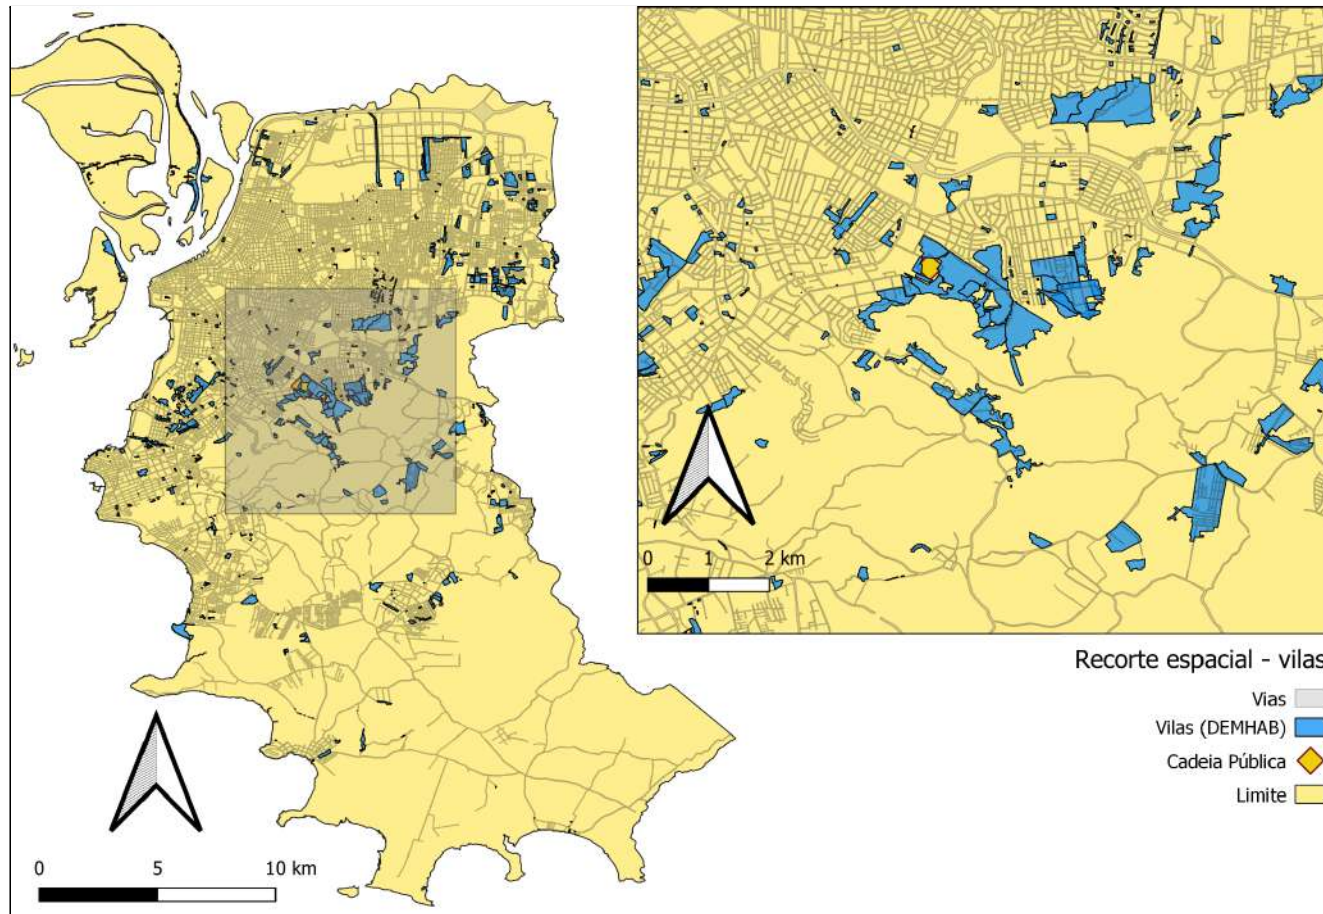 0 1 2 km
Recorte espacial - vilas
Vias
Vilas (DEMHAB)
Cadeia Pública
Limite
0 5 10 km